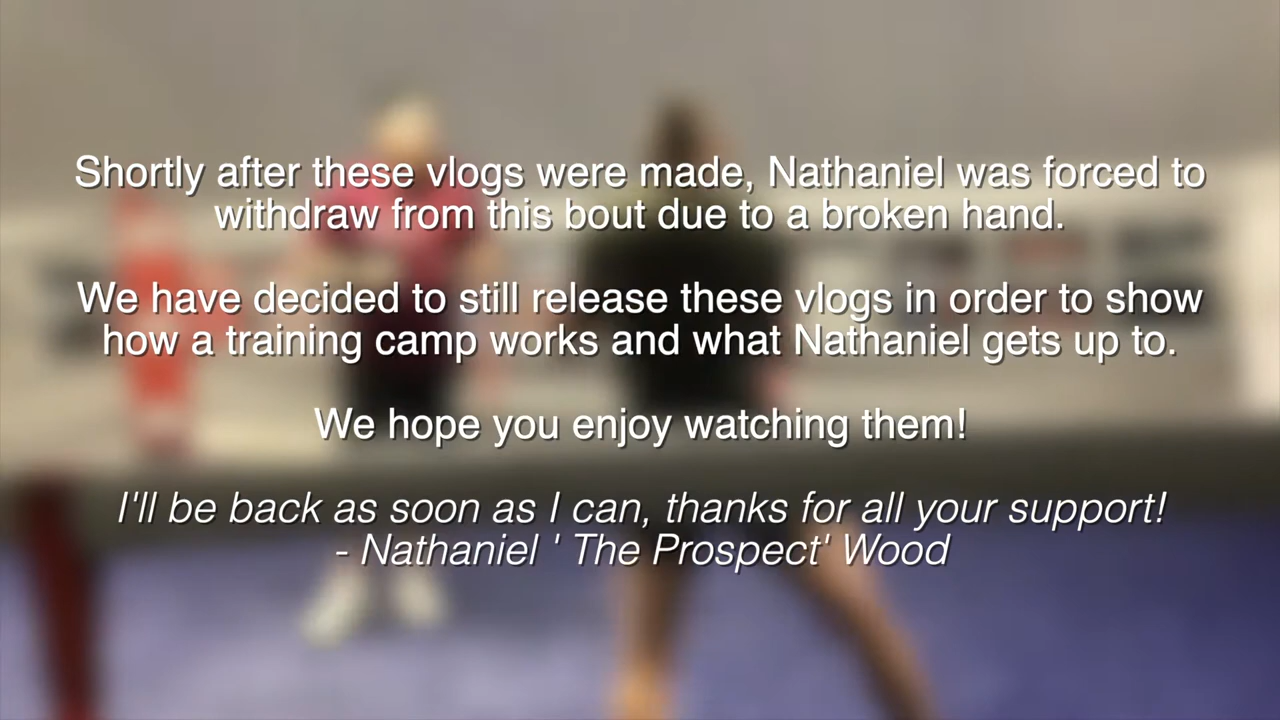 Shortly after these vlogs were made, Nathaniel was forced to
withdraw from this bout due to a broken hand.
We have decided to still release these vlogs in order to show
how a training camp works and what Nathaniel gets up to.
We hope you enjoy watching them!
I'll be back as soon as I can, thanks for all your support!
- Nathaniel ' The Prospect' Wood